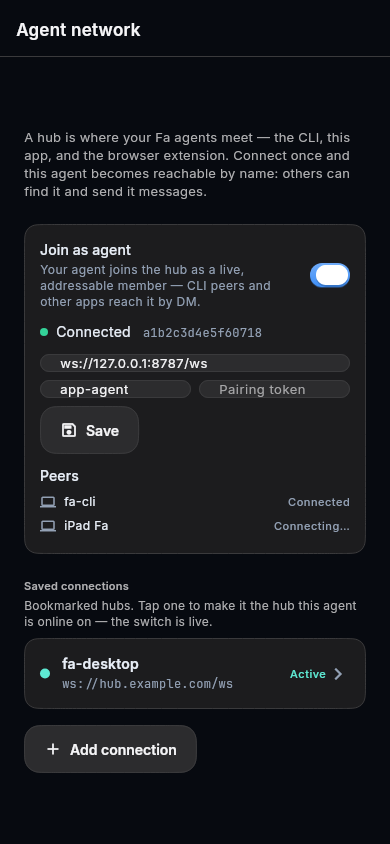 Agent network
A hub is where your Fa agents meet — the CLI, this
app, and the browser extension. Connect once and
this agent becomes reachable by name: others can
find it and send it messages.
Join as agent
Your agent joins the hub as a live,
addressable member — CLI peers and
other apps reach it by DM.
Connected a1b2c3d4e5f60718
ws://127.0.0.1:8787/ws
app-agent Pairing token
Save
Peers
fa-cli Connected
iPad Fa Connecting...
Saved connections
Bookmarked hubs. Tap one to make it the hub this agent
is online on — the switch is live.
fa-desktop
ws://hub.example.com/ws
Active
Add connection